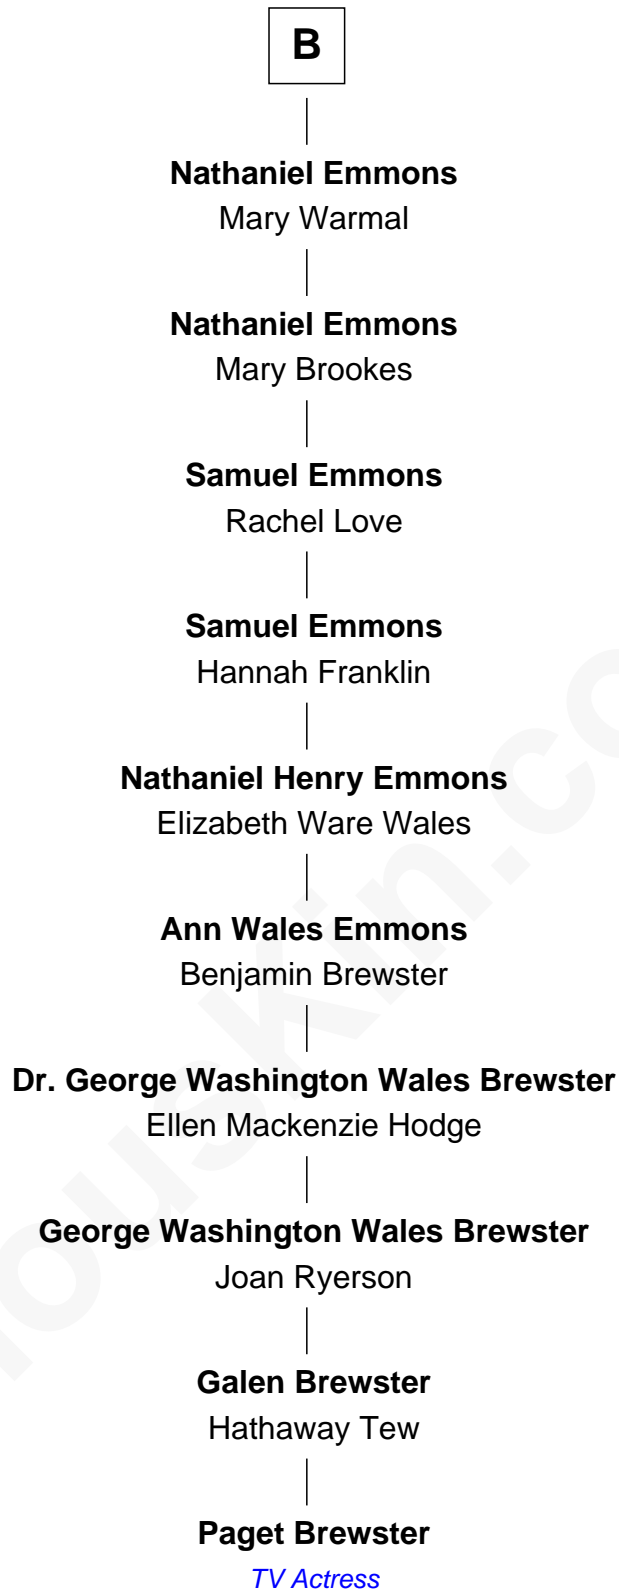 B
Nathaniel Emmons
Mary Warmal
Nathaniel Emmons
Mary Brookes
Samuel Emmons
Rachel Love
Samuel Emmons
Hannah Franklin
Nathaniel Henry Emmons
Elizabeth Ware Wales
Ann Wales Emmons
Benjamin Brewster
Dr. George Washington Wales Brewster
Ellen Mackenzie Hodge
George Washington Wales Brewster
Joan Ryerson
Galen Brewster
Hathaway Tew
Paget Brewster
TV Actress